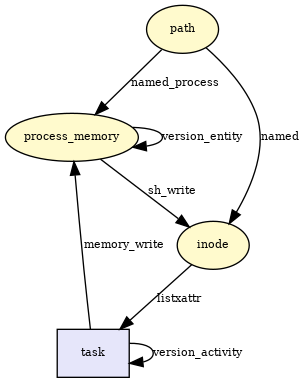 path
named_process
process_memory
version_entity
named
sh_write
inode
memory_write
listxattr
task
version_activity